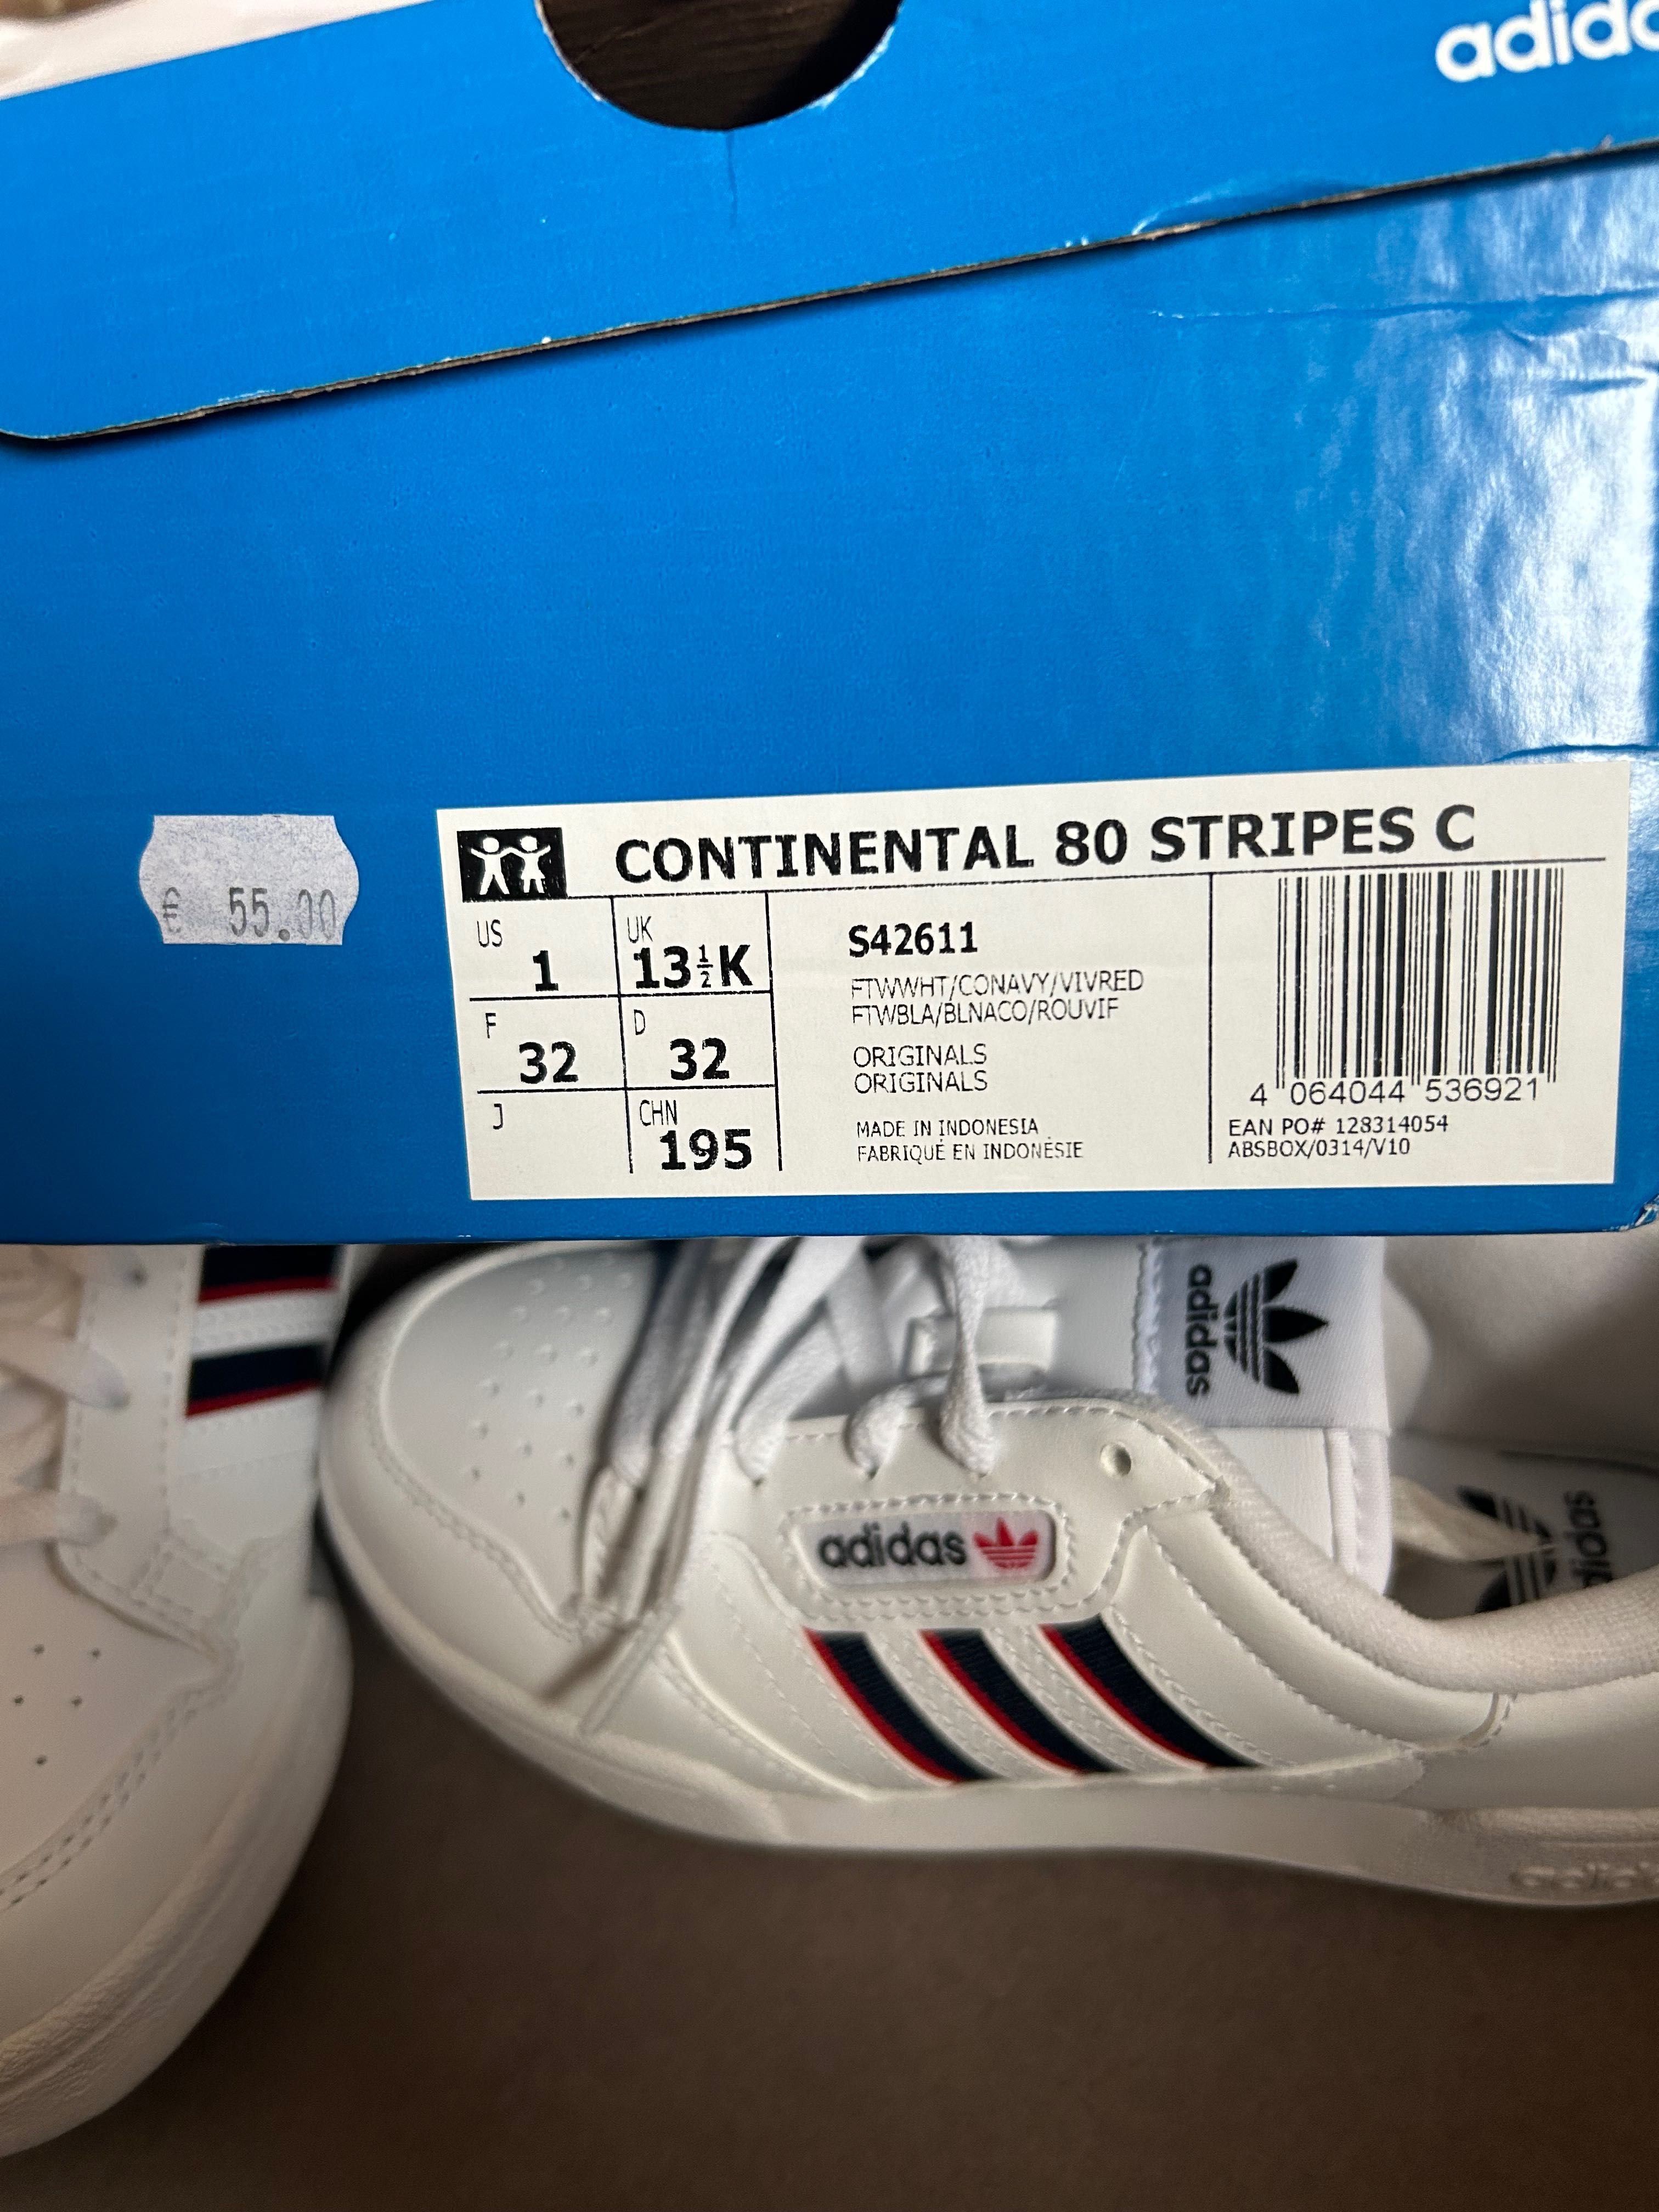 adida
€ 55.00
CONTINENTAL 80 STRIPES C
US 1
UK 13½K
F 32
D 32
J
CHN 195
S42611
FTWWHT/CONAVY/VIVRED
FTWBLA/BLNACO/ROUVIF
ORIGINALS
ORIGINALS
MADE IN INDONESIA
FABRIQUÉ EN INDONÉSIE
4 064044 536921
EAN PO# 128314054
ABSBOX/0314/V10
adidas
adidas
didas
adida